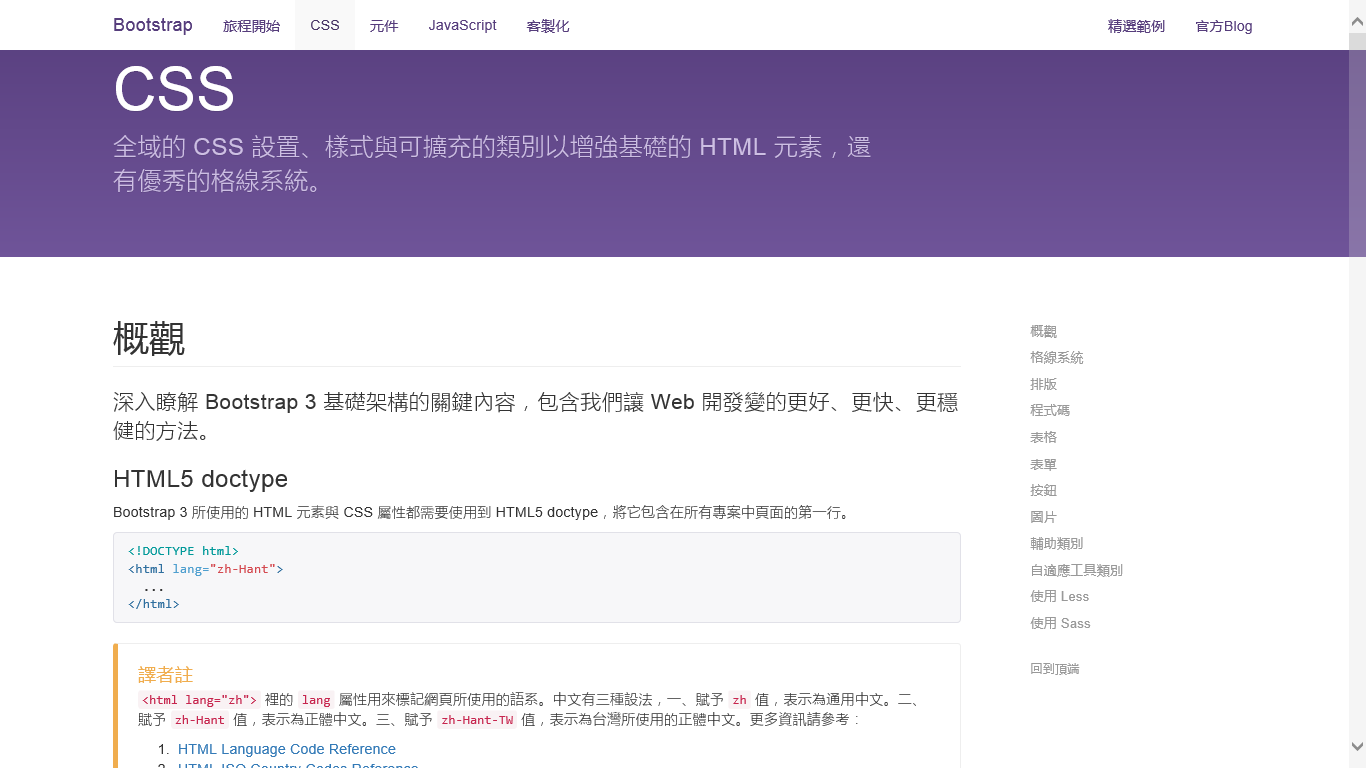 Bootstrap 旅程開始 CSS 元件 JavaScript 客製化 精選範例 官方Blog
CSS
全域的 CSS 設置、樣式與可擴充的類別以增強基礎的 HTML 元素，還
有優秀的格線系統。
概觀
深入瞭解 Bootstrap 3 基礎架構的關鍵內容，包含我們讓 Web 開發變的更好、更快、更穩
健的方法。
HTML5 doctype
Bootstrap 3 所使用的 HTML 元素與 CSS 屬性都需要使用到 HTML5 doctype，將它包含在所有專案中頁面的第一行。
<!DOCTYPE html>
<html lang="zh-Hant">
...
</html>
譯者註
<html lang="zh"> 裡的 lang 屬性用來標記網頁所使用的語系。中文有三種設法，一、賦予 zh 值，表示為通用中文。二、
賦予 zh-Hant 值，表示為正體中文。三、賦予 zh-Hant-TW 值，表示為台灣所使用的正體中文。更多資訊請參考：
1. HTML Language Code Reference
2. HTML ISO Country Codes Reference
概觀
格線系統
排版
程式碼
表格
表單
按鈕
圖片
輔助類別
自適應工具類別
使用 Less
使用 Sass
回到頂端